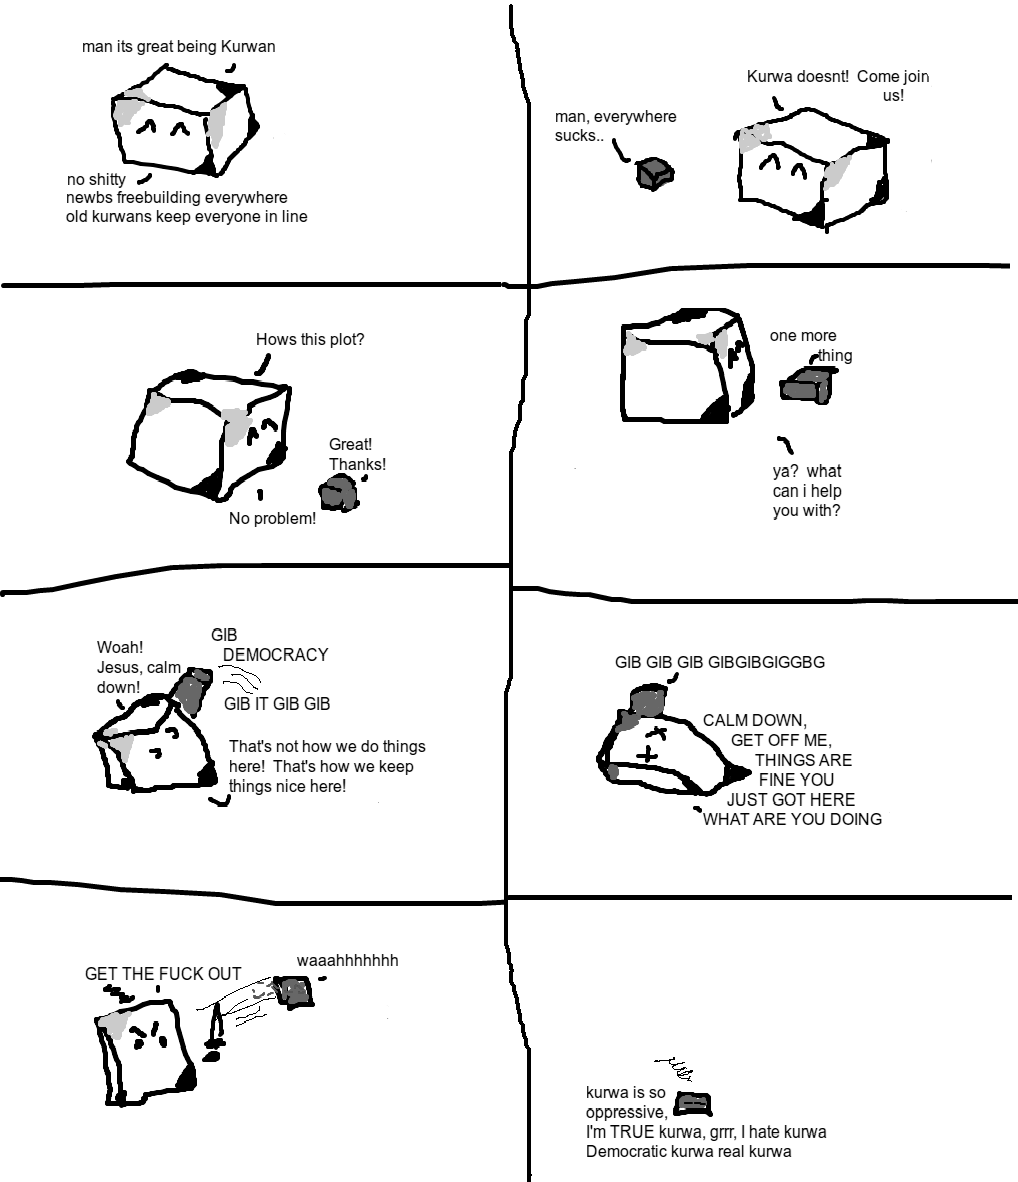 man its great being Kurwan
no shitty
newbs freebuilding everywhere
old kurwans keep everyone in line
Kurwa doesnt! Come join
us!
man, everywhere
sucks..
Hows this plot?
Great!
Thanks!
No problem!
one more
thing
ya? what
can i help
you with?
Woah!
Jesus, calm
down!
GIB
DEMOCRACY
GIB IT GIB GIB
That's not how we do things
here! That's how we keep
things nice here!
GIB GIB GIB GIBGIBGIGGBG
CALM DOWN,
GET OFF ME,
THINGS ARE
FINE YOU
JUST GOT HERE
WHAT ARE YOU DOING
GET THE FUCK OUT
waaahhhhhhh
kurwa is so
oppressive,
I'm TRUE kurwa, grrr, I hate kurwa
Democratic kurwa real kurwa